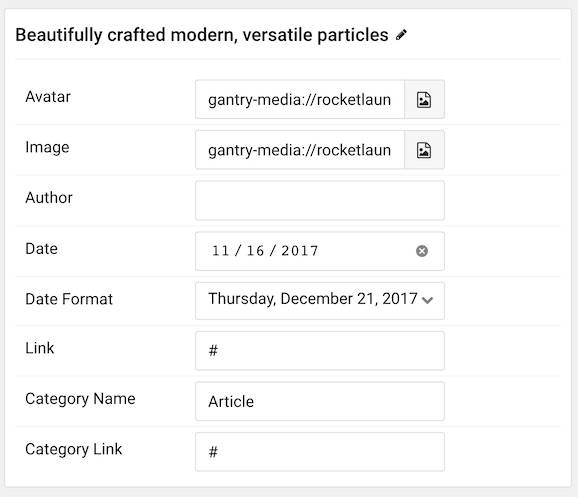 Beautifully crafted modern, versatile particles
Avatar gantry-media://rocketlaun
Image gantry-media://rocketlaun
Author
Date 11 / 16 / 2017
Date Format Thursday, December 21, 2017
Link #
Category Name Article
Category Link #